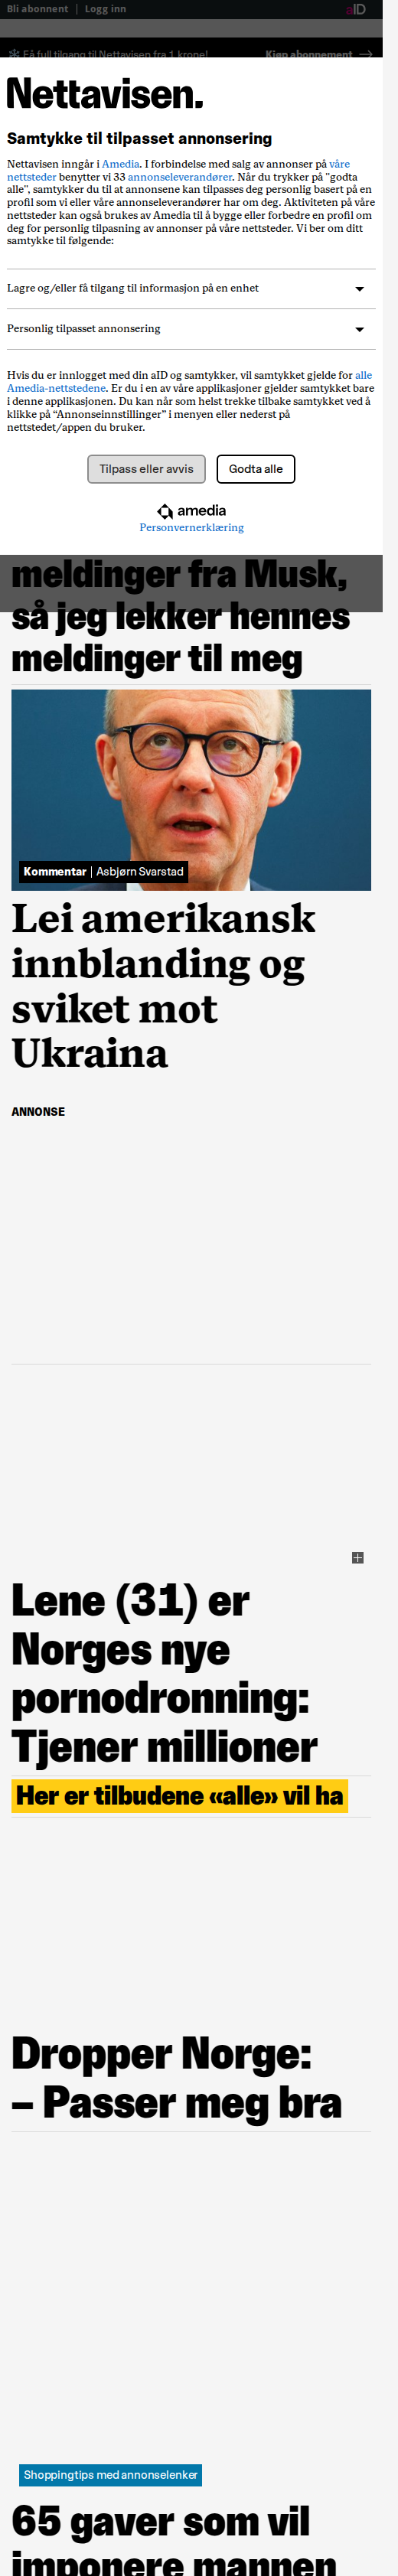 Bli abonnent | Logg inn
aID
Få full tilgang til Nettavisen fra 1 krone!
Kjøp abonnement →
Nettavisen.
Samtykke til tilpasset annonsering
Nettavisen inngår i Amedia. I forbindelse med salg av annonser på våre
nettsteder benytter vi 33 annonseleverandører. Når du trykker på "godta
alle", samtykker du til at annonsene kan tilpasses deg personlig basert på en
profil som vi eller våre annonseleverandører har om deg. Aktiviteten på våre
nettsteder kan også brukes av Amedia til å bygge eller forbedre en profil om
deg for personlig tilpasning av annonser på våre nettsteder. Vi ber om ditt
samtykke til følgende:
Lagre og/eller få tilgang til informasjon på en enhet
Personlig tilpasset annonsering
Hvis du er innlogget med din aID og samtykker, vil samtykket gjelde for alle
Amedia-nettstedene. Er du i en av våre applikasjoner gjelder samtykket bare
i denne applikasjonen. Du kan når som helst trekke tilbake samtykket ved å
klikke på “Annonseinnstillinger” i menyen eller nederst på
nettstedet/appen du bruker.
Tilpass eller avvis
Godta alle
amedia
Personvernerklæring
meldinger fra Musk,
så jeg lekker hennes
meldinger til meg
Kommentar | Asbjørn Svarstad
Lei amerikansk
innblanding og
sviket mot
Ukraina
ANNONSE
Lene (31) er
Norges nye
pornodronning:
Tjener millioner
Her er tilbudene «alle» vil ha
Dropper Norge:
– Passer meg bra
Shoppingtips med annonselenker
65 gaver som vil
imponere mannen